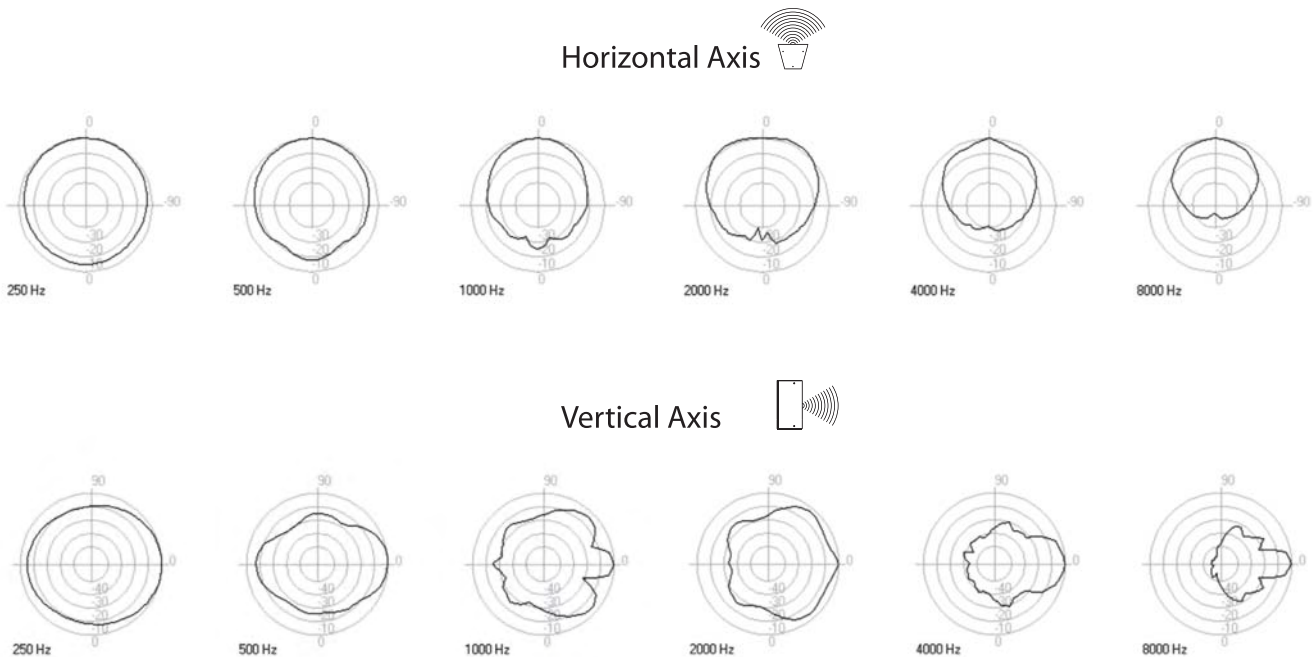 Horizontal Axis
0 0 0 0 0 0
-90 -90 -90 -90 -90 -90
-30 -30 -30 -30 -30 -30
-20 -20 -20 -20 -20 -20
-10 -10 -10 -10 -10 -10
0 0 0 0 0 0
250 Hz 500 Hz 1000 Hz 2000 Hz 4000 Hz 8000 Hz
Vertical Axis
90 90 90 90 90 90
0 0 0 0 0 0
-40 -40 -40 -40 -40 -40
-30 -30 -30 -30 -30 -30
-20 -20 -20 -20 -20 -20
-10 -10 -10 -10 -10 -10
0 0 0 0 0 0
250 Hz 500 Hz 1000 Hz 2000 Hz 4000 Hz 8000 Hz